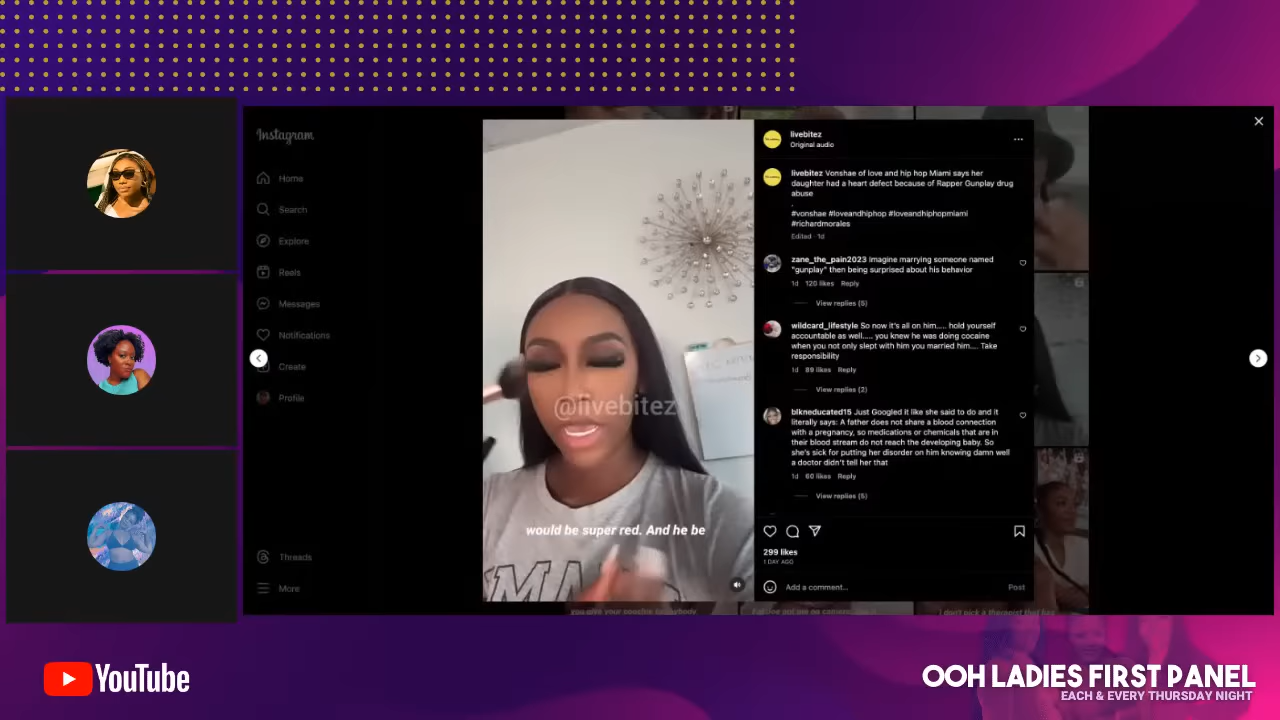 Instagram
Home
Search
Explore
Reels
Messages
Notifications
Create
Profile
Threads
More
@livebitez
would be super red. And he be
livebitez
Original audio
livebitez Vonshae of love and hip hop Miami says her
daughter had a heart defect because of Rapper Gunplay drug
abuse
.
#vonshae #loveandhiphop #loveandhiphopmiami
#richardmorales
Edited · 1d
zane_the_pain2023 Imagine marrying someone named
"gunplay" then being surprised about his behavior
1d 120 likes Reply
View replies (5)
wildcard_lifestyle So now it's all on him..... hold yourself
accountable as well..... you knew he was doing cocaine
when you not only slept with him you married him.... Take
responsibility
1d 89 likes Reply
View replies (2)
blkneducated15 Just Googled it like she said to do and it
literally says: A father does not share a blood connection
with a pregnancy, so medications or chemicals that are in
their blood stream do not reach the developing baby. So
she's sick for putting her disorder on him knowing damn well
a doctor didn't tell her that
1d 60 likes Reply
View replies (5)
299 likes
1 DAY AGO
Add a comment...
Post
YouTube
OOH LADIES FIRST PANEL
EACH & EVERY THURSDAY NIGHT